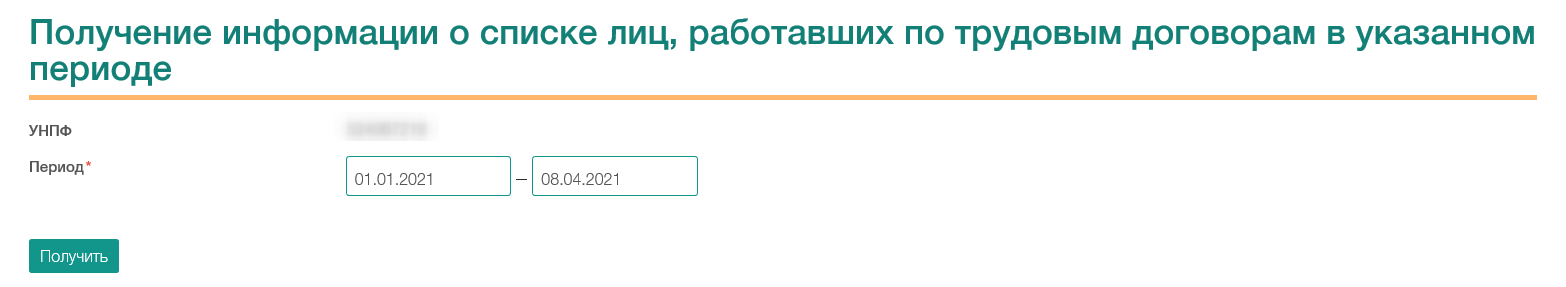 Получение информации о списке лиц, работавших по трудовым договорам в указанном
периоде
УНПФ
Период*
01.01.2021 – 08.04.2021
Получить